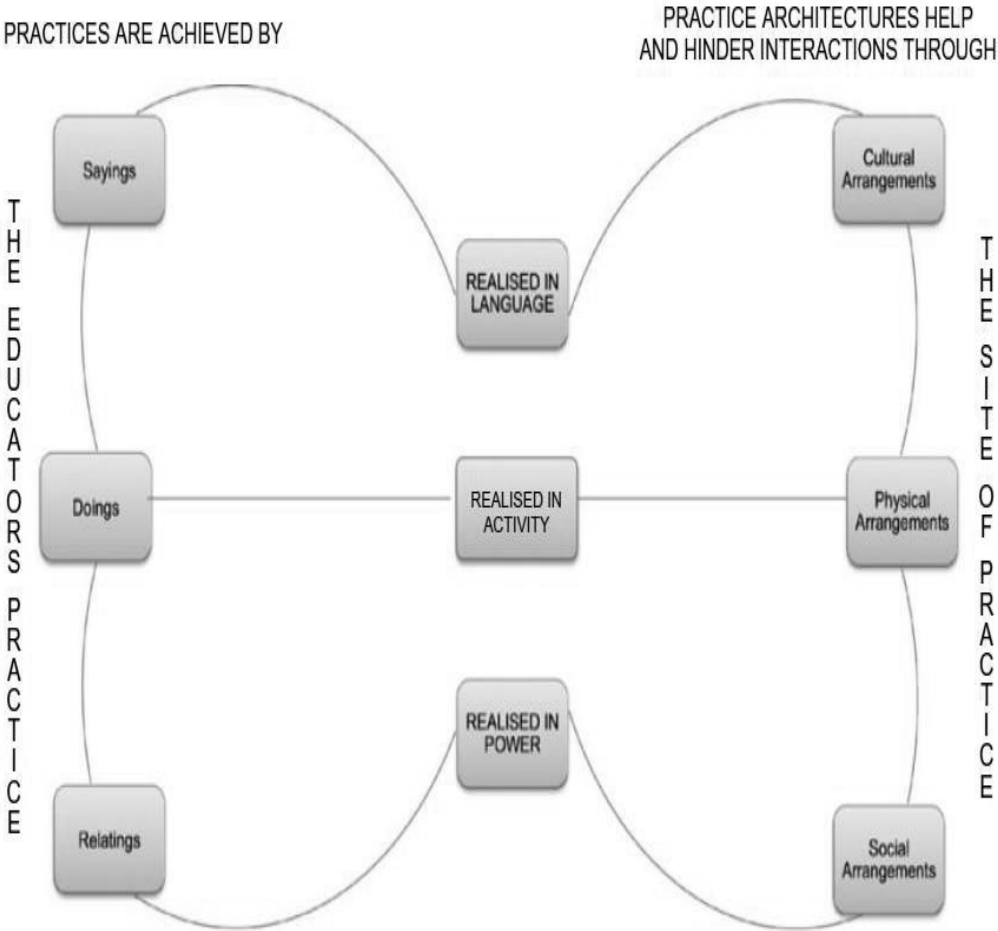 PRACTICES ARE ACHIEVED BY
PRACTICE ARCHITECTURES HELP
AND HINDER INTERACTIONS THROUGH
THE EDUCATORS PRACTICE
Sayings
Doings
Relatings
REALISED IN
LANGUAGE
REALISED IN
ACTIVITY
REALISED IN
POWER
Cultural
Arrangements
Physical
Arrangements
Social
Arrangements
THE SITE OF PRACTICE